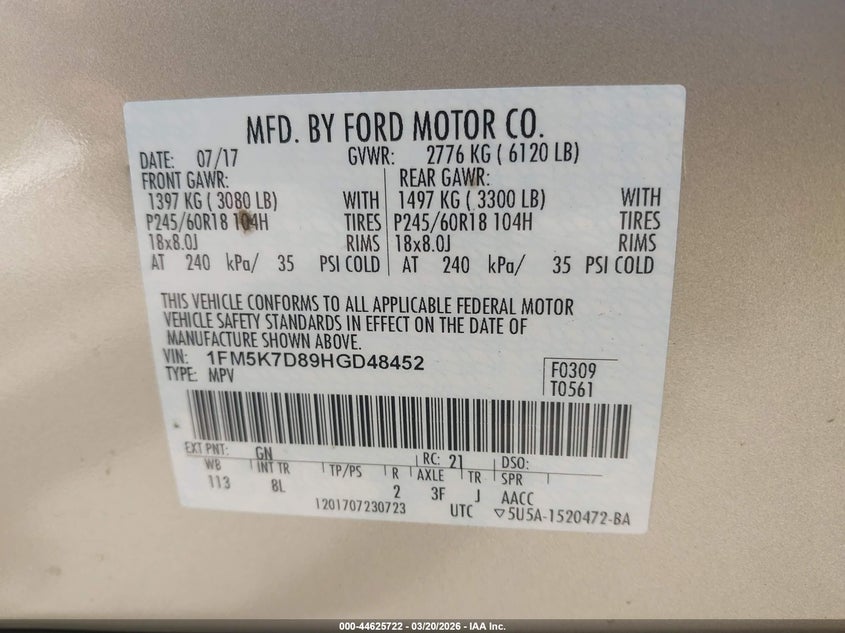 MFD. BY FORD MOTOR CO.
DATE: 07/17 GVWR: 2776 KG ( 6120 LB)
FRONT GAWR: REAR GAWR:
1397 KG ( 3080 LB) WITH 1497 KG ( 3300 LB) WITH
P245/60R18 104H TIRES P245/60R18 104H TIRES
18x8.0J RIMS 18x8.0J RIMS
AT 240 kPa/ 35 PSI COLD AT 240 kPa/ 35 PSI COLD
THIS VEHICLE CONFORMS TO ALL APPLICABLE FEDERAL MOTOR
VEHICLE SAFETY STANDARDS IN EFFECT ON THE DATE OF
MANUFACTURE SHOWN ABOVE.
VIN: 1FM5K7D89HGD48452 F0309
TYPE: MPV T0561
EXT PNT: GN RC: 21 DSO:
WB INT TR TP/PS R AXLE TR SPR
113 8L 2 3F J AACC
1201707230723 UTC ▽5U5A-1520472-BA
000-44625722 - 03/20/2026 - IAA Inc.